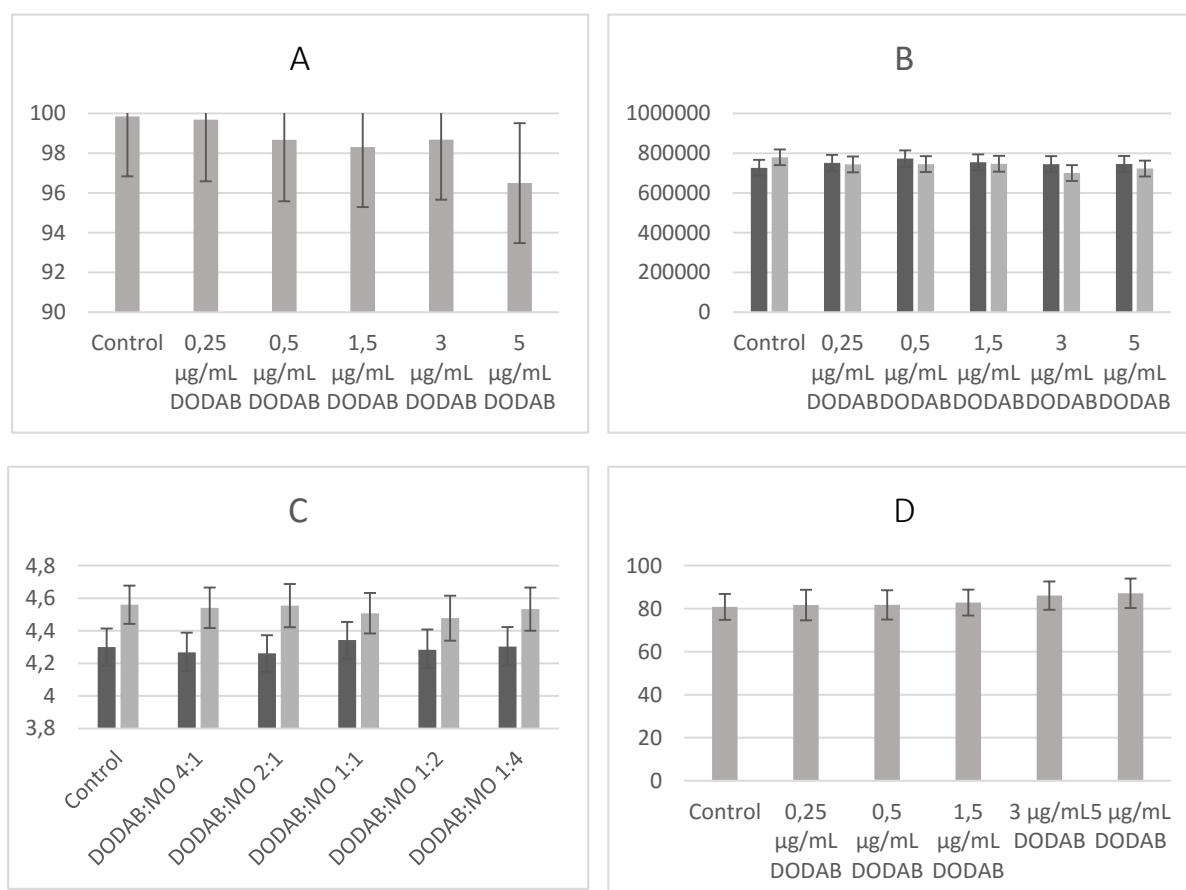 A
100
98
96
94
92
90
Control 0,25 0,5 1,5 3 5
µg/mL µg/mL µg/mL µg/mL µg/mL
DODAB DODAB DODAB DODAB DODAB
B
1000000
800000
600000
400000
200000
0
Control 0,25 0,5 1,5 3 5
µg/mL µg/mL µg/mL µg/mL µg/mL
DODAB DODAB DODAB DODAB DODAB
C
4,8
4,6
4,4
4,2
4
3,8
Control
DODAB:MO 4:1
DODAB:MO 2:1
DODAB:MO 1:1
DODAB:MO 1:2
DODAB:MO 1:4
D
100
80
60
40
20
0
Control 0,25 0,5 1,5 3 µg/mL 5 µg/mL
µg/mL µg/mL µg/mL DODAB DODAB
DODAB DODAB DODAB